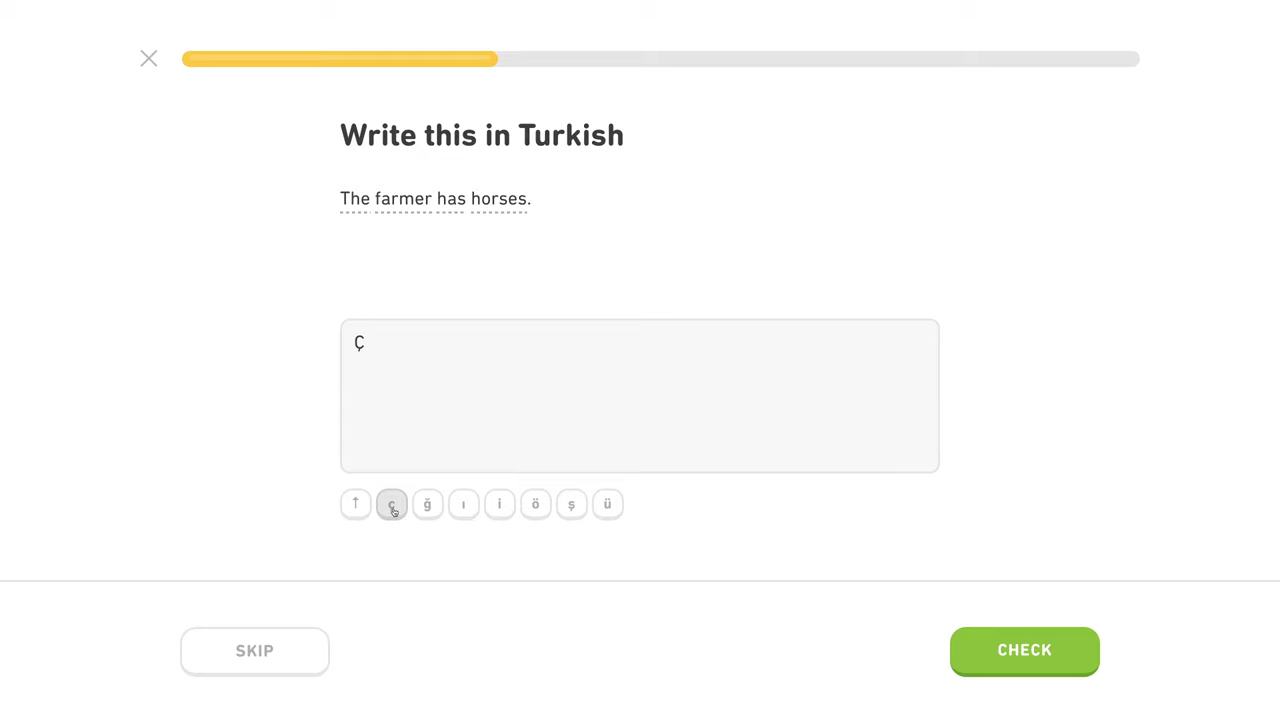 Write this in Turkish
The farmer has horses.
Ç
↑ ç ğ ı i ö ş ü
SKIP
CHECK